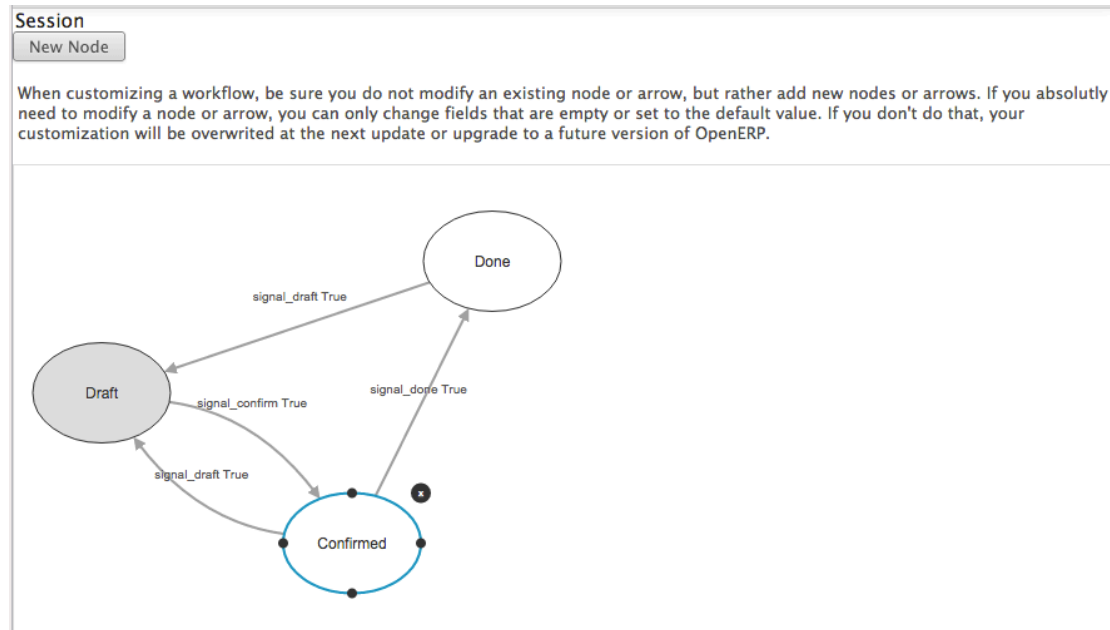 Session
New Node
When customizing a workflow, be sure you do not modify an existing node or arrow, but rather add new nodes or arrows. If you absolutly
need to modify a node or arrow, you can only change fields that are empty or set to the default value. If you don't do that, your
customization will be overwrited at the next update or upgrade to a future version of OpenERP.
Done
signal_draft True
Draft
signal_done True
signal_confirm True
signal_draft True
x
Confirmed